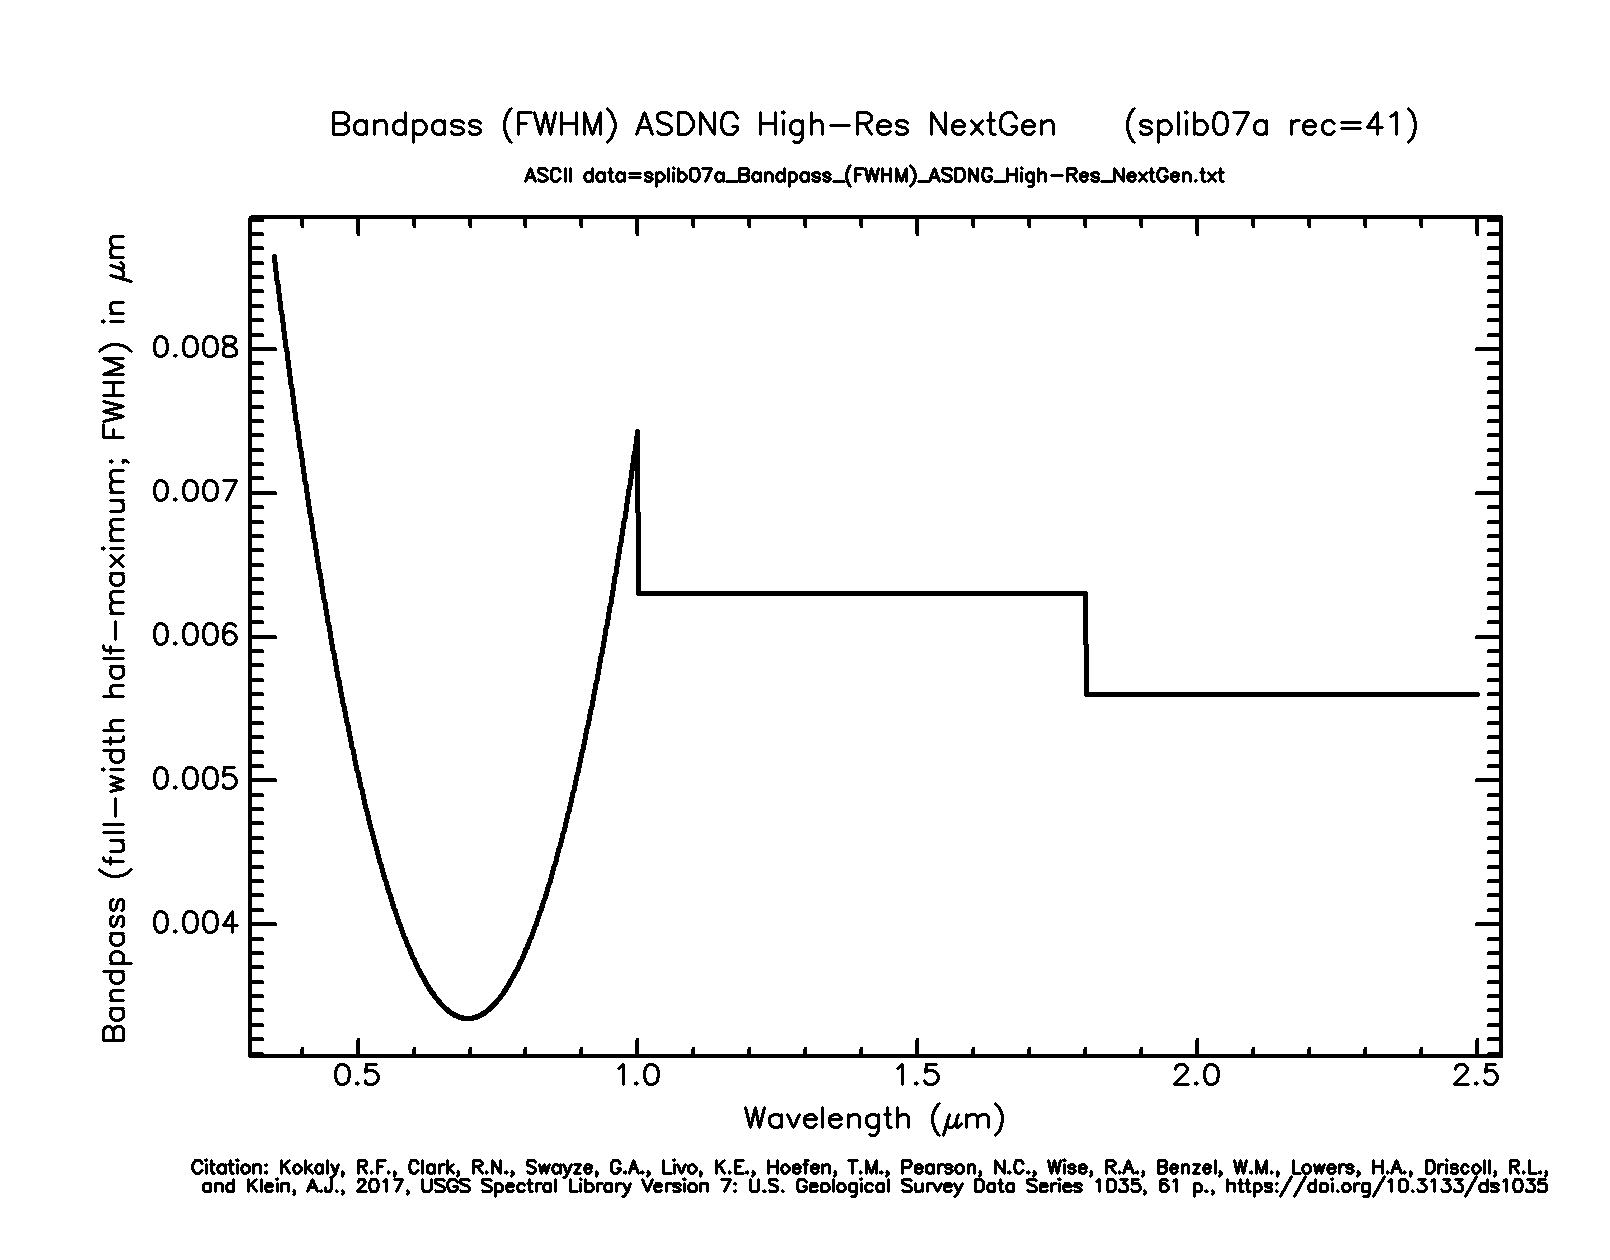 Bandpass (FWHM) ASDNG High-Res NextGen (splib07a rec=41)
ASCII data=splib07a_Bandpass_(FWHM)_ASDNG_High-Res_NextGen.txt
Bandpass (full-width half-maximum; FWHM) in μm
0.008
0.007
0.006
0.005
0.004
0.5 1.0 1.5 2.0 2.5
Wavelength (μm)
Citation: Kokaly, R.F., Clark, R.N., Swayze, G.A., Livo, K.E., Hoefen, T.M., Pearson, N.C., Wise, R.A., Benzel, W.M., Lowers, H.A., Driscoll, R.L.,
and Klein, A.J., 2017, USGS Spectral Library Version 7: U.S. Geological Survey Data Series 1035, 61 p., https://doi.org/10.3133/ds1035